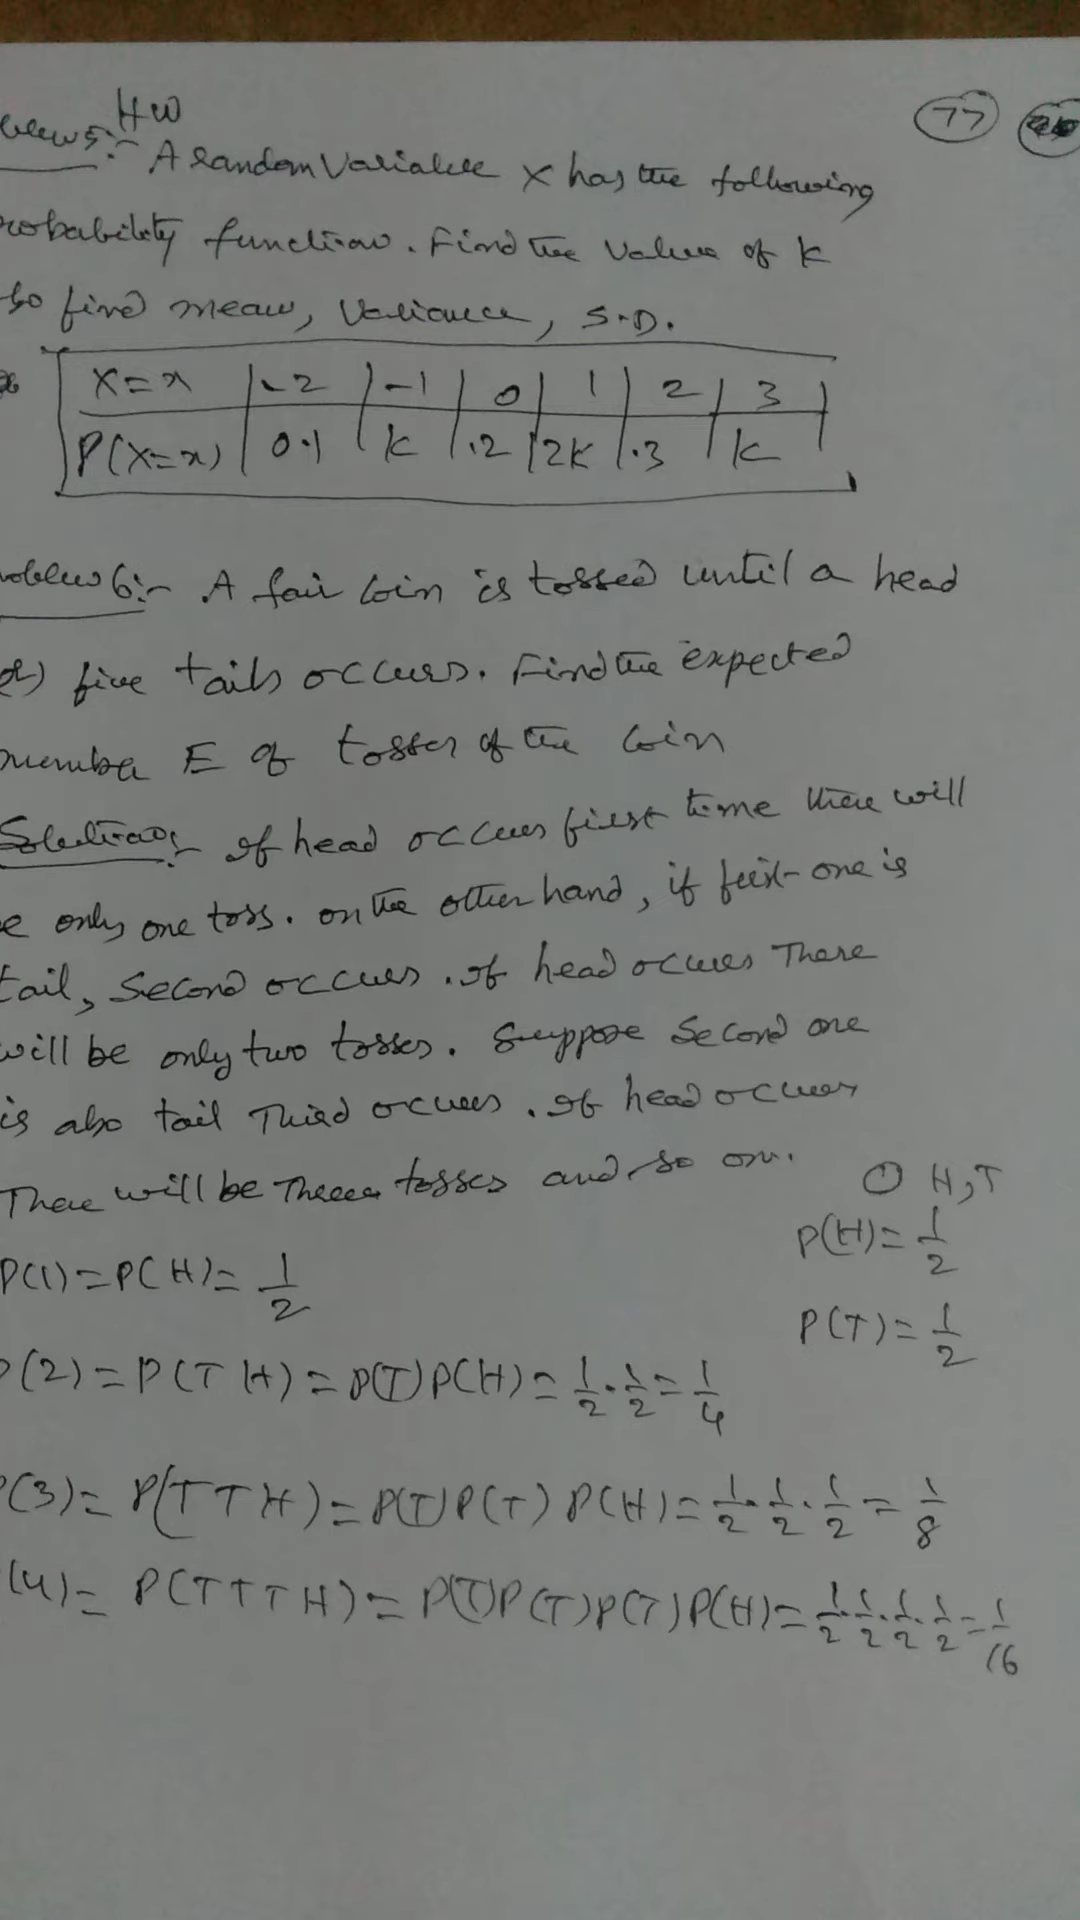 HW
77
blem 5:- A random variable X has the following
robability function. Find the value of k
so find mean, variance, S.D.
X=x | -2 | -1 | 0 | 1 | 2 | 3
P(X=x) | 0.1 | k | .2 | 2k | .3 | k
roblem 6:- A fair coin is tossed until a head
five tails occurs. Find the expected
number E of tosses of the coin
Solution:- If head occurs first time there will
e only one toss. on the other hand, if first one is
tail, Second occurs. If head occures There
will be only two tosses. Suppose Second one
is also tail Third occures. If head occurs
There will be Three tosses and so on.
① H,T
P(H)=1/2
P(1)=P(H)=1/2
P(T)=1/2
P(2)=P(TH)=P(T)P(H)=1/2·1/2=1/4
P(3)=P(TTH)=P(T)P(T)P(H)=1/2·1/2·1/2=1/8
(4)=P(TTTH)=P(T)P(T)P(T)P(H)=1/2·1/2·1/2·1/2=1/16